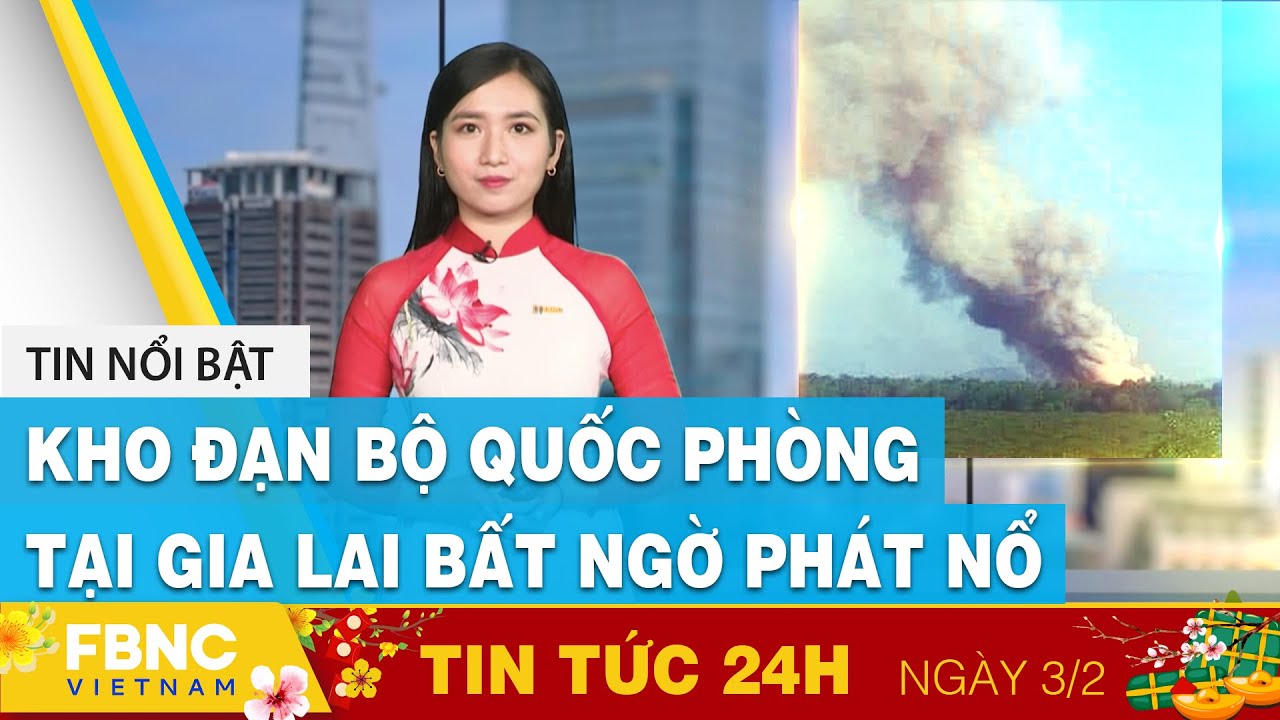 TIN NỔI BẬT
KHO ĐẠN BỘ QUỐC PHÒNG
TẠI GIA LAI BẤT NGỜ PHÁT NỔ
FBNC
VIETNAM
TIN TỨC 24H
NGÀY 3/2